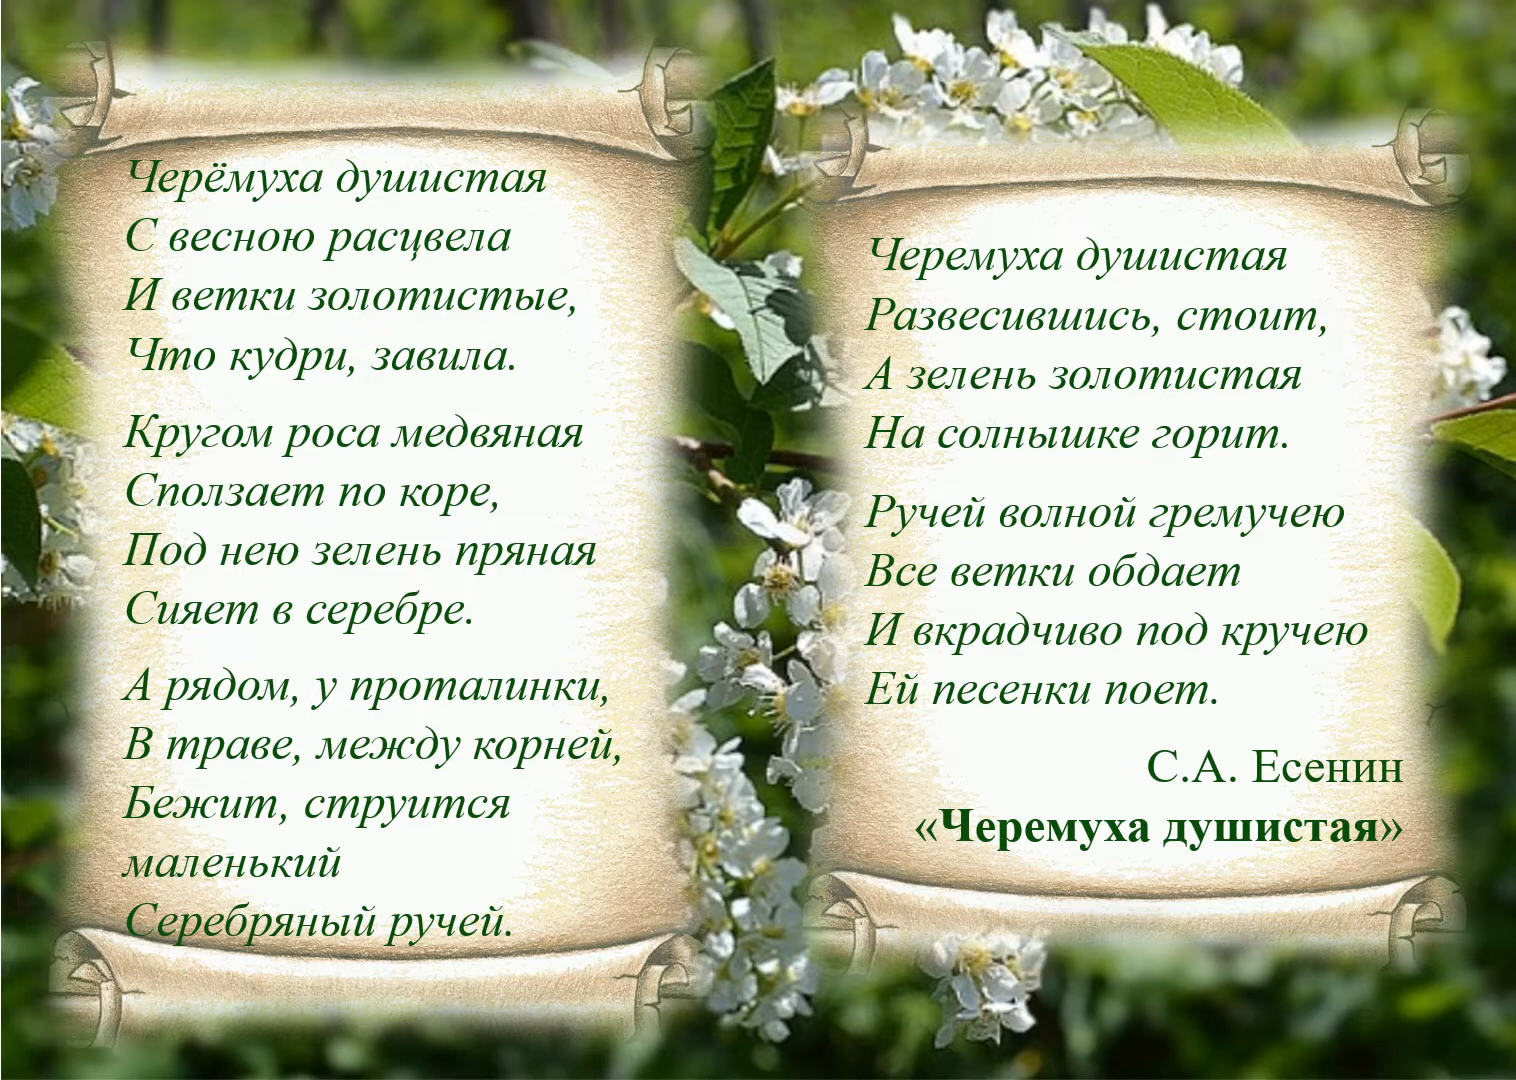 Черёмуха душистая
С весною расцвела
И ветки золотистые,
Что кудри, завила.
Кругом роса медвяная
Сползает по коре,
Под нею зелень пряная
Сияет в серебре.
А рядом, у проталинки,
В траве, между корней,
Бежит, струится
маленький
Серебряный ручей.
Черемуха душистая
Развесившись, стоит,
А зелень золотистая
На солнышке горит.
Ручей волной гремучею
Все ветки обдает
И вкрадчиво под кручею
Ей песенки поет.
С.А. Есенин
«Черемуха душистая»